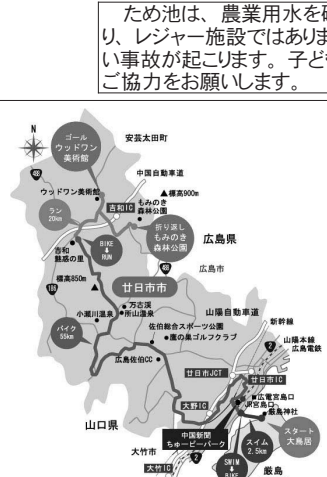 ため池は、農業用水を確
り、レジャー施設ではありま
い事故が起こります。子ど
ご協力をお願いします。
N
ゴール
ウッドワン
美術館
安芸太田町
中国自動車道
ウッドワン美術館
▲標高900m
もみのき
森林公園
吉和IC
ラン
20km
折り返し
もみのき
森林公園
広島県
吉和
魅惑の里
BIKE
RUN
488
広島市
標高850m▲
廿日市市
186
万古渓
山陽自動車道
小瀬川温泉
所山温泉
新幹線
佐伯総合スポーツ公園
山陽本線
広島電鉄
バイク
55km
鷹の巣ゴルフクラブ
2
広島佐伯CC
廿日市JCT
廿日市IC
大野IC
広電宮島口
JR宮島口
山口県
厳島神社
中国新聞
ちゅーピーパーク
スタート
大鳥居
スイム
2.5km
大竹市
2
SWIM
BIKE
厳島
大竹IC